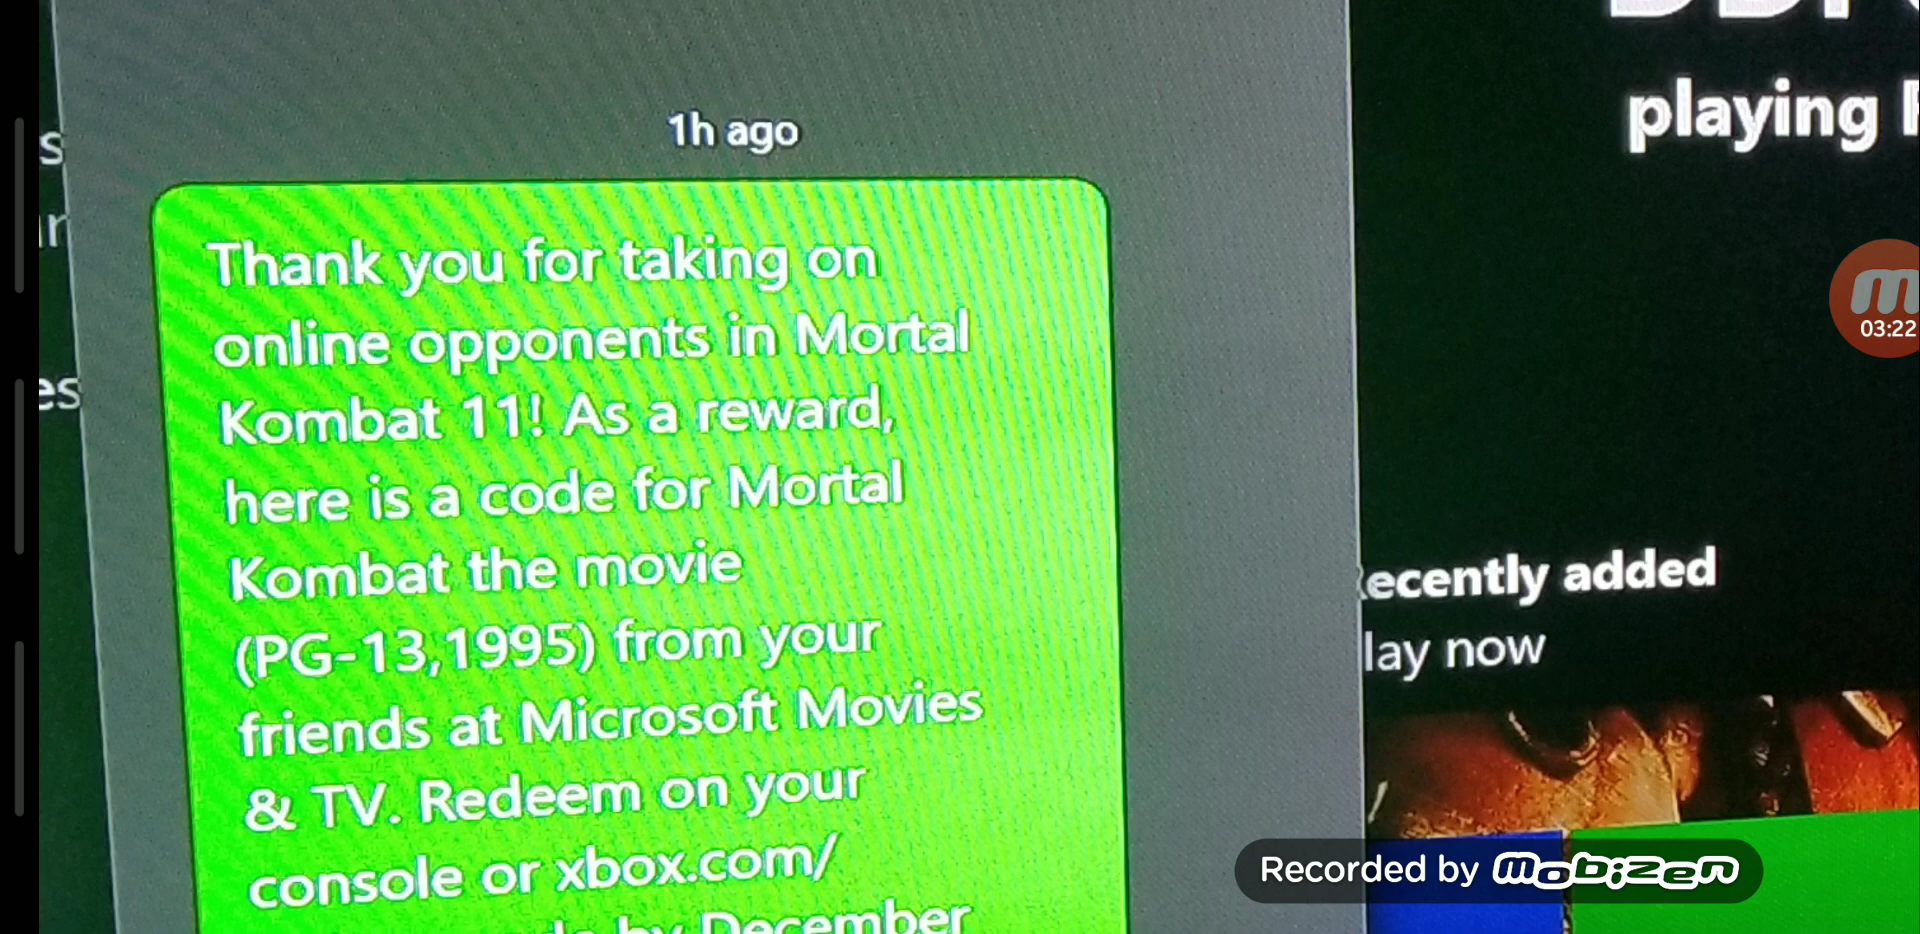 1h ago
Thank you for taking on
online opponents in Mortal
Kombat 11! As a reward,
here is a code for Mortal
Kombat the movie
(PG-13,1995) from your
friends at Microsoft Movies
& TV. Redeem on your
console or xbox.com/
by December
playing
ecently added
lay now
03:22
Recorded by mobizen